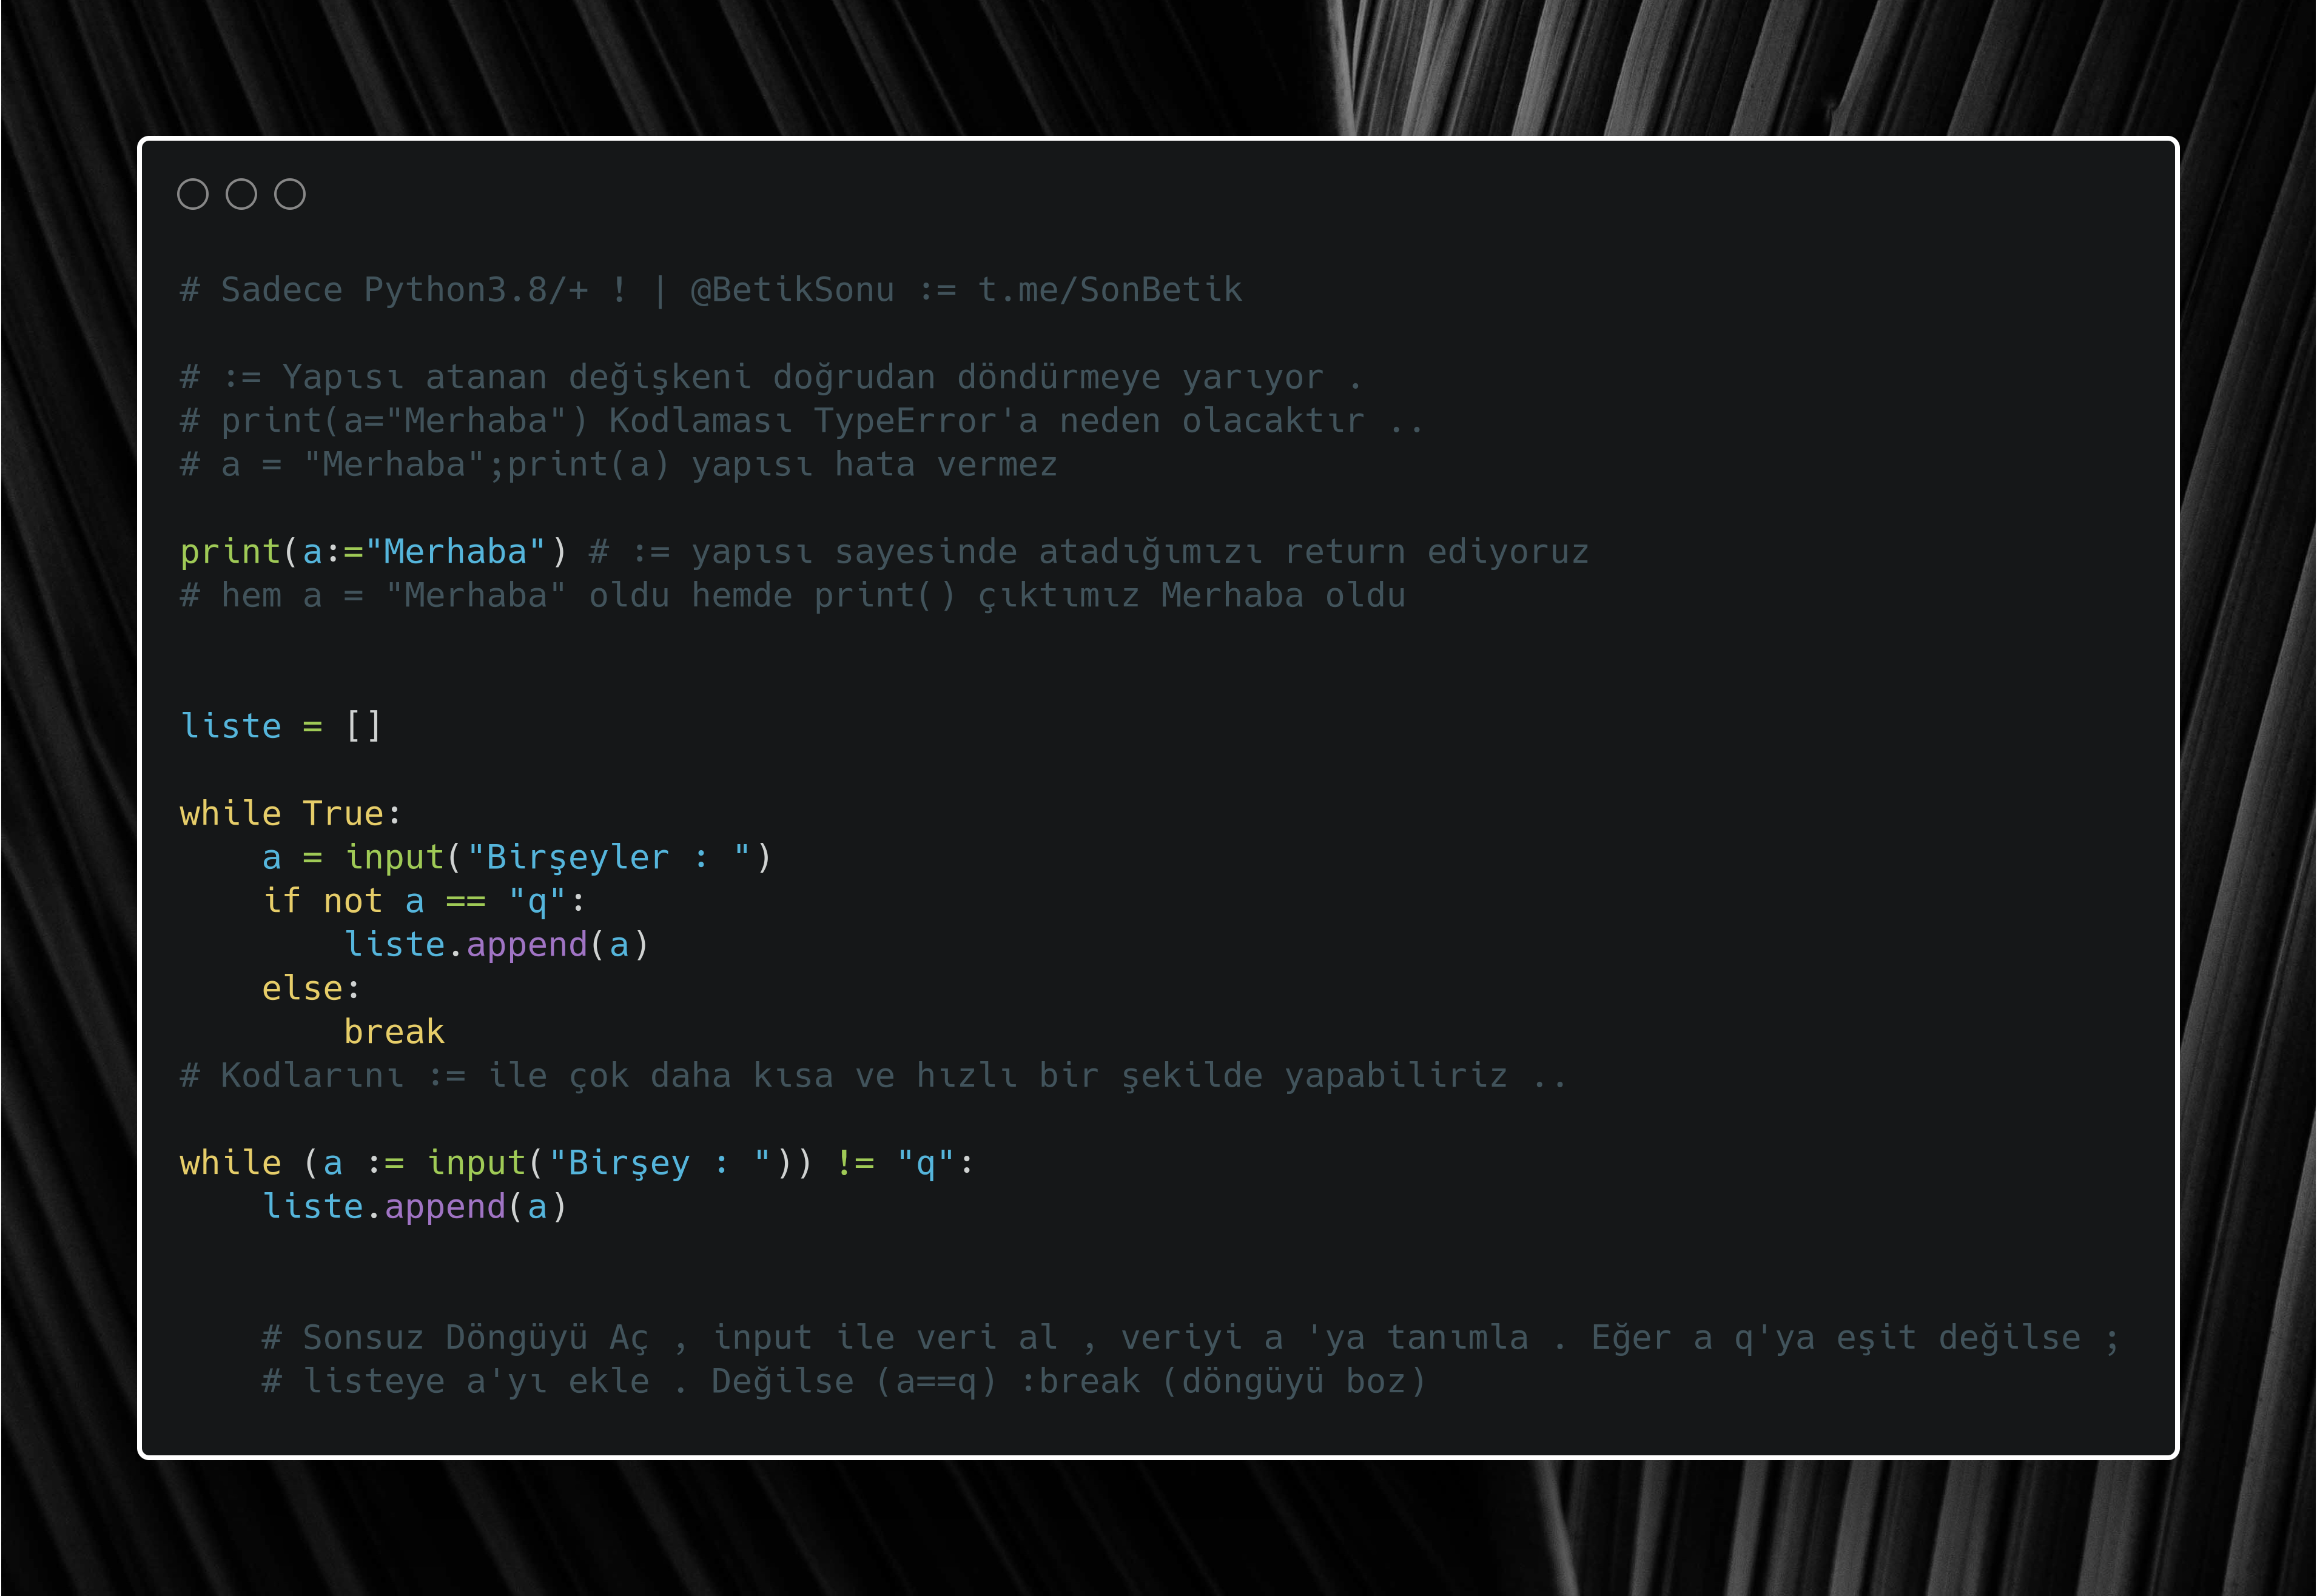 # Sadece Python3.8/+ ! | @BetikSonu := t.me/SonBetik
# := Yapısı atanan değişkeni doğrudan döndürmeye yarıyor .
# print(a="Merhaba") Kodlaması TypeError'a neden olacaktır ..
# a = "Merhaba";print(a) yapısı hata vermez
print(a:="Merhaba") # := yapısı sayesinde atadığımızı return ediyoruz
# hem a = "Merhaba" oldu hemde print() çıktımız Merhaba oldu
liste = []
while True:
    a = input("Birşeyler : ")
    if not a == "q":
        liste.append(a)
    else:
        break
# Kodlarını := ile çok daha kısa ve hızlı bir şekilde yapabiliriz ..
while (a := input("Birşey : ")) != "q":
    liste.append(a)
    # Sonsuz Döngüyü Aç , input ile veri al , veriyi a 'ya tanımla . Eğer a q'ya eşit değilse ;
    # listeye a'yı ekle . Değilse (a==q) :break (döngüyü boz)